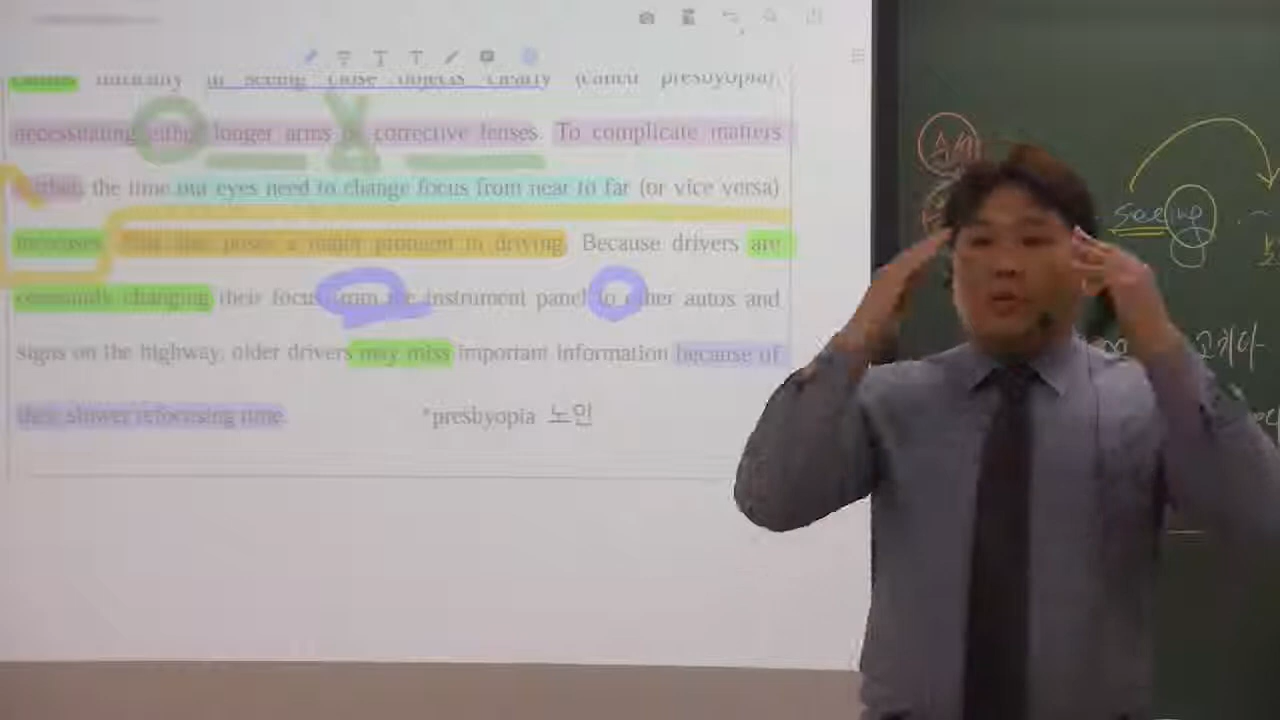 difficulty in seeing close objects clearly (called presbyopia),
necessitating either longer arms or corrective lenses. To complicate matters
further, the time our eyes need to change focus from near to far (or vice versa)
increases. This also poses a major problem in driving. Because drivers are
constantly changing their focus from the instrument panel to other autos and
signs on the highway, older drivers may miss important information because of
their slower refocusing time.
*presbyopia 노안
seeing